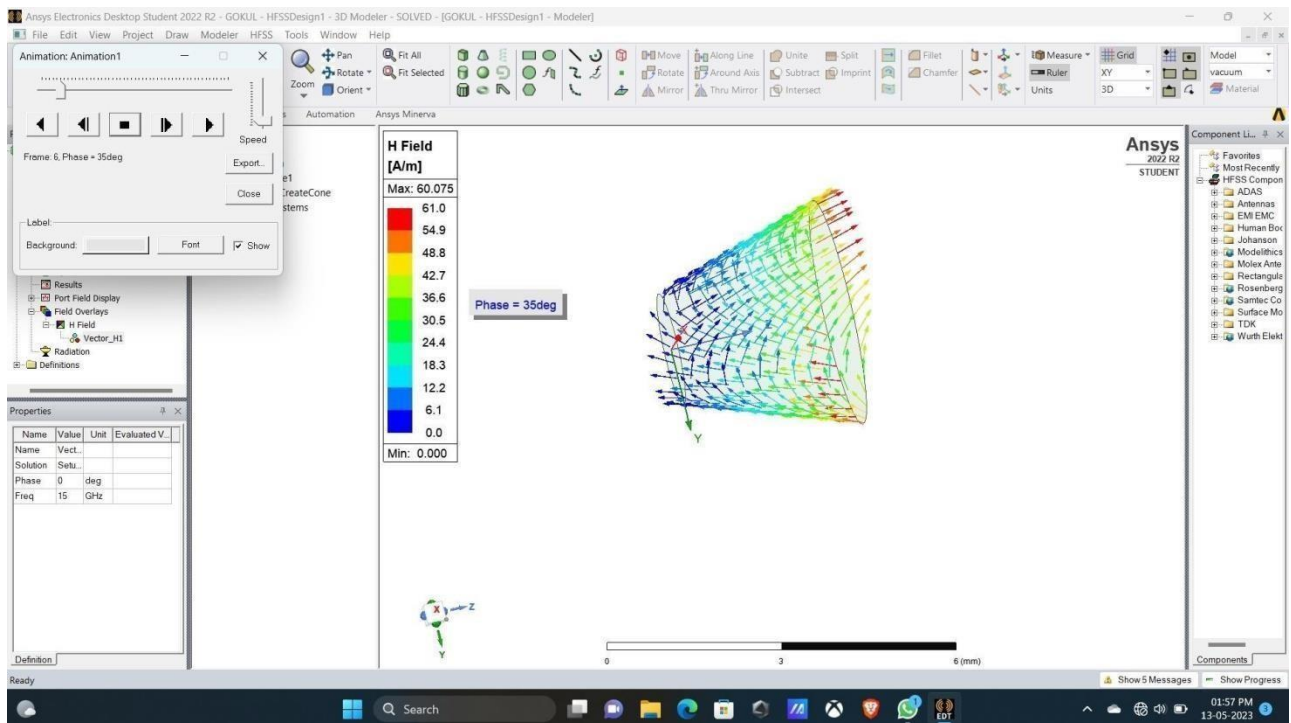 Ansys Electronics Desktop Student 2022 R2 - GOKUL - HFSSDesign1 - 3D Modeler - SOLVED - [GOKUL - HFSSDesign1 - Modeler]
File Edit View Project Draw Modeler HFSS Tools Window Help
Animation: Animation1
Frame: 6, Phase = 35deg
Speed
Export...
Close
Label:
Background:
Font
Show
Zoom
Pan
Rotate
Orient
Fit All
Fit Selected
Move
Rotate
Mirror
Along Line
Around Axis
Thru Mirror
Unite
Subtract
Intersect
Split
Imprint
Fillet
Chamfer
Measure
Ruler
Units
Grid
XY
3D
Model
vacuum
Material
Automation
Ansys Minerva
CreateCone
Results
Port Field Display
Field Overlays
H Field
Vector_H1
Radiation
Definitions
Properties
Name Value Unit Evaluated V...
Name Vect...
Solution Setu...
Phase 0 deg
Freq 15 GHz
Definition
H Field
[A/m]
Max: 60.075
61.0
54.9
48.8
42.7
36.6
30.5
24.4
18.3
12.2
6.1
0.0
Min: 0.000
Phase = 35deg
Y
X
Z
Y
0 3 6 (mm)
Ansys
2022 R2
STUDENT
Component Li...
Favorites
Most Recently
HFSS Compon
ADAS
Antennas
EMI EMC
Human Boc
Johanson
Modelithics
Molex Ante
Rectangula
Rosenberg
Samtec Co
Surface Mo
TDK
Wurth Elekt
Components
Ready
Show 5 Messages
Show Progress
Search
EDT
01:57 PM
13-05-2023
3